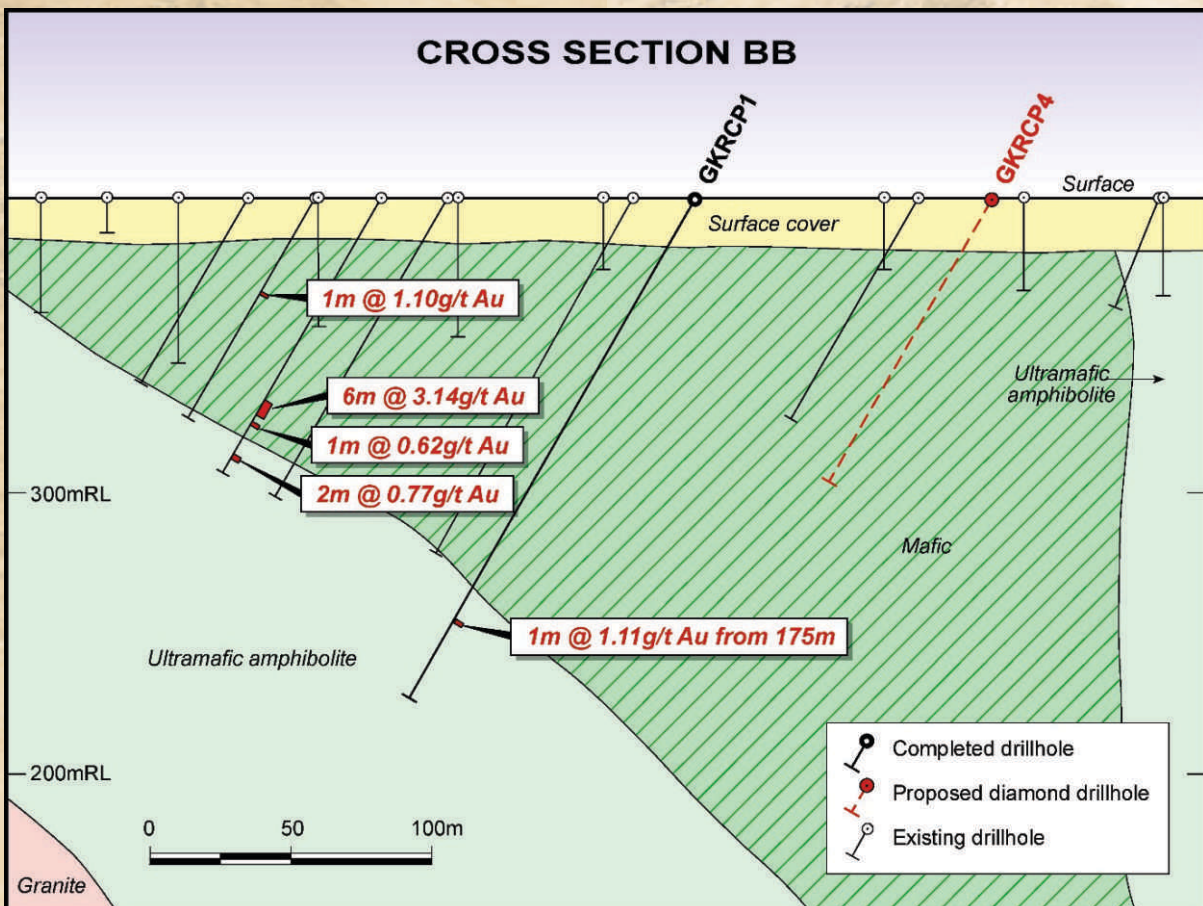 CROSS SECTION BB
GKRCP1
GKRCP4
Surface
Surface cover
1m @ 1.10g/t Au
Ultramafic
amphibolite
6m @ 3.14g/t Au
1m @ 0.62g/t Au
2m @ 0.77g/t Au
300mRL
Mafic
1m @ 1.11g/t Au from 175m
Ultramafic amphibolite
200mRL
Completed drillhole
Proposed diamond drillhole
Existing drillhole
0 50 100m
Granite